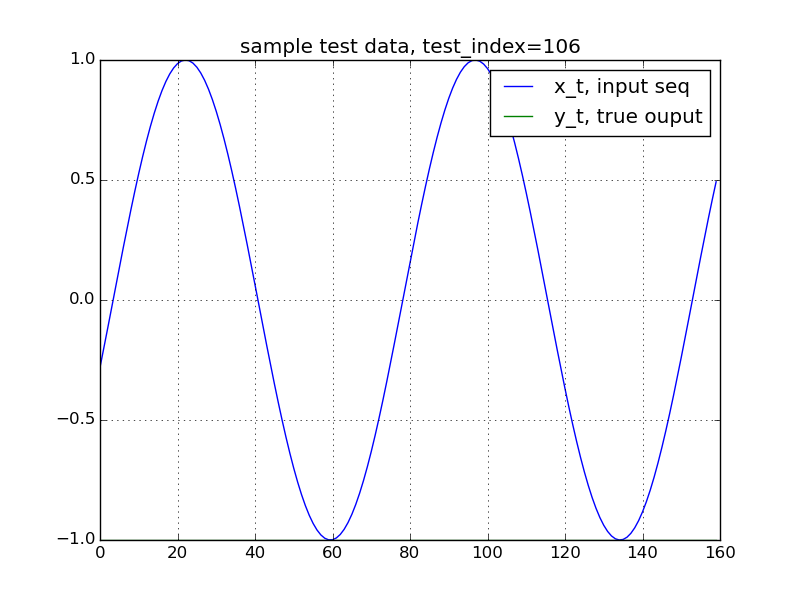 sample test data, test_index=106
1.0
x_t, input seq
y_t, true ouput
0.5
0.0
−0.5
−1.0
0 20 40 60 80 100 120 140 160